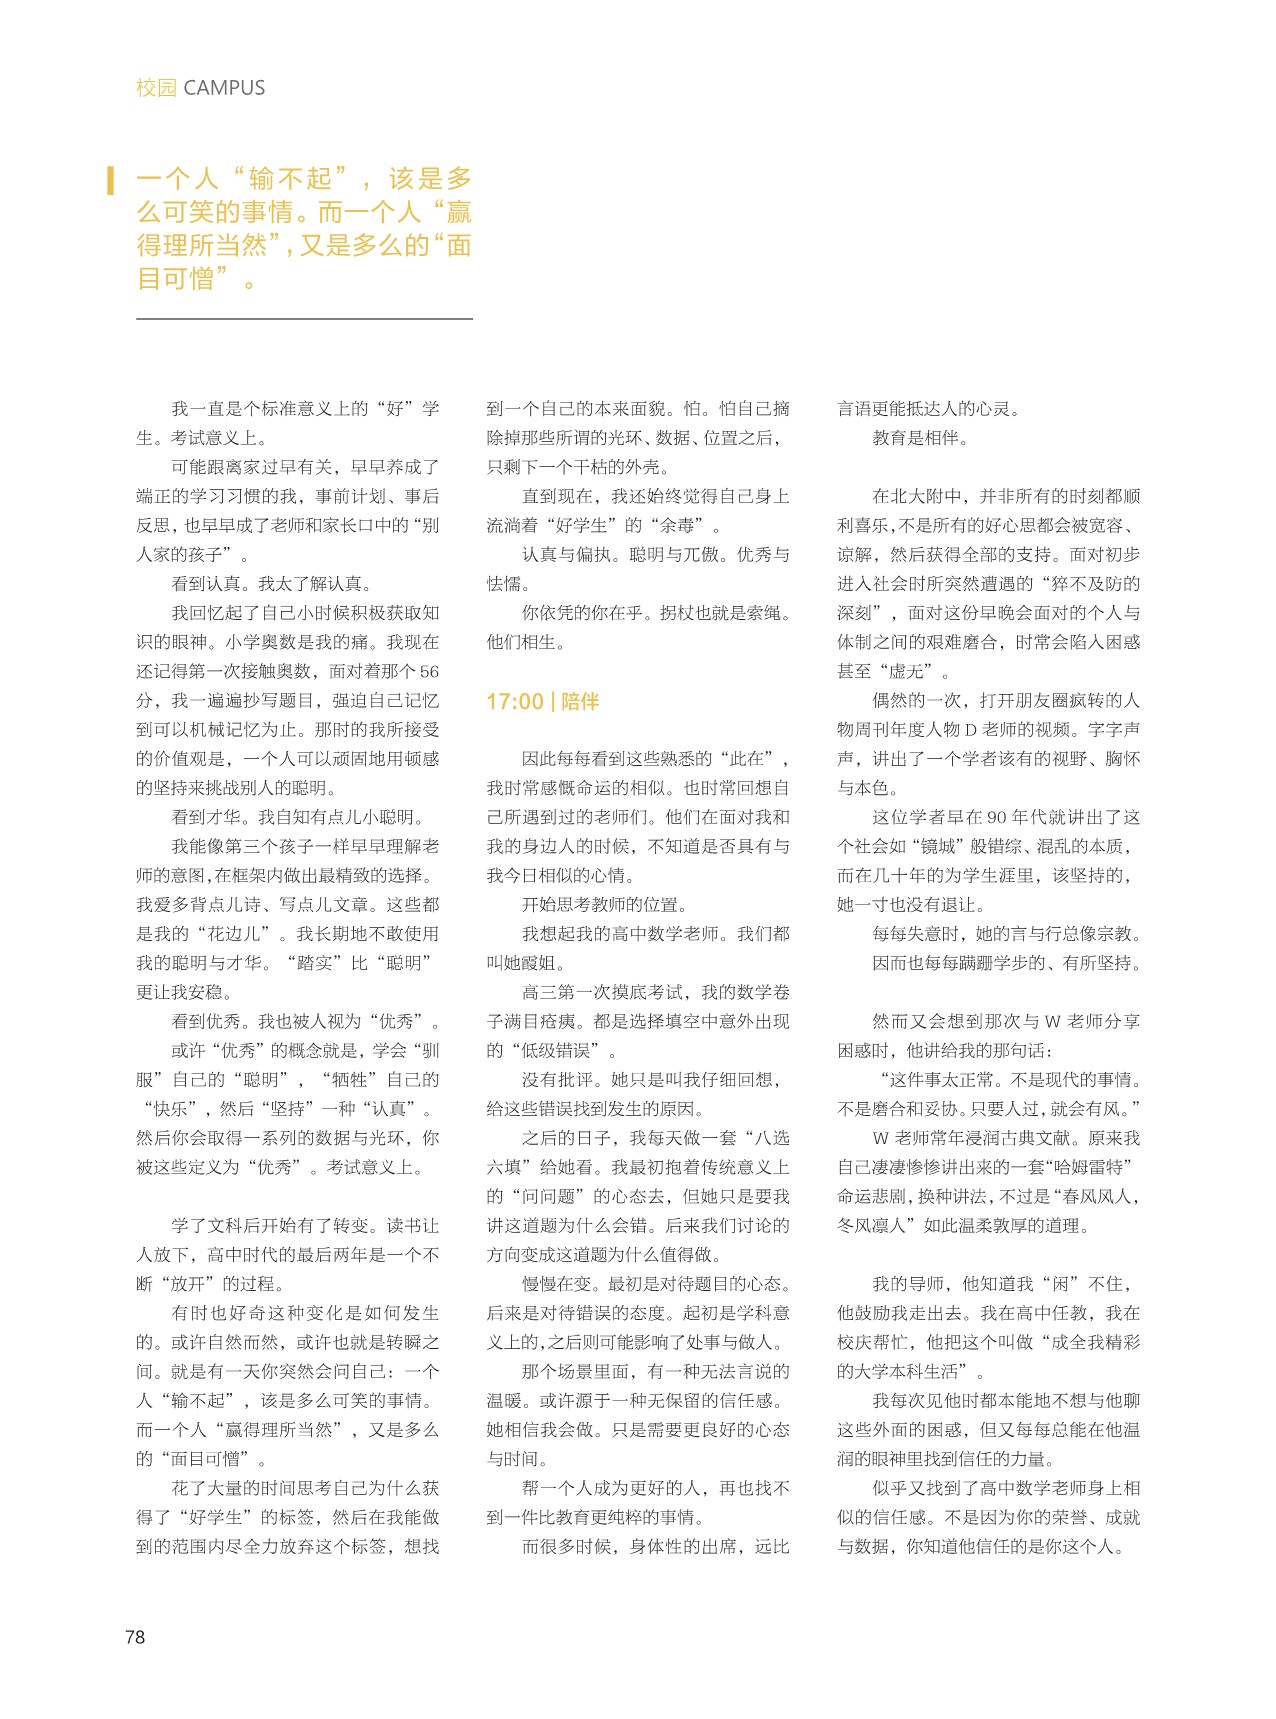 校园 CAMPUS
一个人“输不起”，该是多
么可笑的事情。而一个人“赢
得理所当然”，又是多么的“面
目可憎”。
我一直是个标准意义上的“好”学
生。考试意义上。
可能跟离家过早有关，早早养成了
端正的学习习惯的我，事前计划、事后
反思，也早早成了老师和家长口中的“别
人家的孩子”。
看到认真。我太了解认真。
我回忆起了自己小时候积极获取知
识的眼神。小学奥数是我的痛。我现在
还记得第一次接触奥数，面对着那个 56
分，我一遍遍抄写题目，强迫自己记忆
到可以机械记忆为止。那时的我所接受
的价值观是，一个人可以顽固地用顿感
的坚持来挑战别人的聪明。
看到才华。我自知有点儿小聪明。
我能像第三个孩子一样早早理解老
师的意图，在框架内做出最精致的选择。
我爱多背点儿诗、写点儿文章。这些都
是我的“花边儿”。我长期地不敢使用
我的聪明与才华。“踏实”比“聪明”
更让我安稳。
看到优秀。我也被人视为“优秀”。
或许“优秀”的概念就是，学会“驯
服”自己的“聪明”，“牺牲”自己的
“快乐”，然后“坚持”一种“认真”。
然后你会取得一系列的数据与光环，你
被这些定义为“优秀”。考试意义上。
学了文科后开始有了转变。读书让
人放下，高中时代的最后两年是一个不
断“放开”的过程。
有时也好奇这种变化是如何发生
的。或许自然而然，或许也就是转瞬之
间。就是有一天你突然会问自己：一个
人“输不起”，该是多么可笑的事情。
而一个人“赢得理所当然”，又是多么
的“面目可憎”。
花了大量的时间思考自己为什么获
得了“好学生”的标签，然后在我能做
到的范围内尽全力放弃这个标签，想找
到一个自己的本来面貌。怕。怕自己摘
除掉那些所谓的光环、数据、位置之后，
只剩下一个干枯的外壳。
直到现在，我还始终觉得自己身上
流淌着“好学生”的“余毒”。
认真与偏执。聪明与兀傲。优秀与
怯懦。
你依凭的你在乎。拐杖也就是索绳。
他们相生。
17:00 | 陪伴
因此每每看到这些熟悉的“此在”，
我时常感慨命运的相似。也时常回想自
己所遇到过的老师们。他们在面对我和
我的身边人的时候，不知道是否具有与
我今日相似的心情。
开始思考教师的位置。
我想起我的高中数学老师。我们都
叫她霞姐。
高三第一次摸底考试，我的数学卷
子满目疮痍。都是选择填空中意外出现
的“低级错误”。
没有批评。她只是叫我仔细回想，
给这些错误找到发生的原因。
之后的日子，我每天做一套“八选
六填”给她看。我最初抱着传统意义上
的“问问题”的心态去，但她只是要我
讲这道题为什么会错。后来我们讨论的
方向变成这道题为什么值得做。
慢慢在变。最初是对待题目的心态。
后来是对待错误的态度。起初是学科意
义上的，之后则可能影响了处事与做人。
那个场景里面，有一种无法言说的
温暖。或许源于一种无保留的信任感。
她相信我会做。只是需要更良好的心态
与时间。
帮一个人成为更好的人，再也找不
到一件比教育更纯粹的事情。
而很多时候，身体性的出席，远比
言语更能抵达人的心灵。
教育是相伴。
在北大附中，并非所有的时刻都顺
利喜乐，不是所有的好心思都会被宽容、
谅解，然后获得全部的支持。面对初步
进入社会时所突然遭遇的“猝不及防的
深刻”，面对这份早晚会面对的个人与
体制之间的艰难磨合，时常会陷入困惑
甚至“虚无”。
偶然的一次，打开朋友圈疯转的人
物周刊年度人物 D 老师的视频。字字声
声，讲出了一个学者该有的视野、胸怀
与本色。
这位学者早在 90 年代就讲出了这
个社会如“镜城”般错综、混乱的本质，
而在几十年的为学生涯里，该坚持的，
她一寸也没有退让。
每每失意时，她的言与行总像宗教。
因而也每每蹒跚学步的、有所坚持。
然而又会想到那次与 W 老师分享
困惑时，他讲给我的那句话：
“这件事太正常。不是现代的事情。
不是磨合和妥协。只要人过，就会有风。”
W 老师常年浸润古典文献。原来我
自己凄凄惨惨讲出来的一套“哈姆雷特”
命运悲剧，换种讲法，不过是“春风风人，
冬风凛人”如此温柔敦厚的道理。
我的导师，他知道我“闲”不住，
他鼓励我走出去。我在高中任教，我在
校庆帮忙，他把这个叫做“成全我精彩
的大学本科生活”。
我每次见他时都本能地不想与他聊
这些外面的困惑，但又每每总能在他温
润的眼神里找到信任的力量。
似乎又找到了高中数学老师身上相
似的信任感。不是因为你的荣誉、成就
与数据，你知道他信任的是你这个人。
78